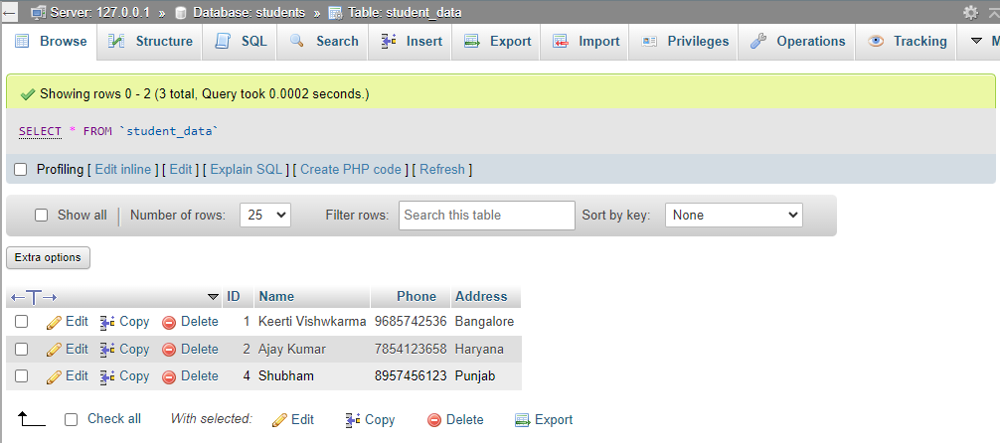 Server: 127.0.0.1 » Database: students » Table: student_data
Browse Structure SQL Search Insert Export Import Privileges Operations Tracking
Showing rows 0 - 2 (3 total, Query took 0.0002 seconds.)
SELECT * FROM `student_data`
Profiling [ Edit inline ] [ Edit ] [ Explain SQL ] [ Create PHP code ] [ Refresh ]
Show all Number of rows: 25 Filter rows: Search this table Sort by key: None
Extra options
ID Name Phone Address
Edit Copy Delete 1 Keerti Vishwkarma 9685742536 Bangalore
Edit Copy Delete 2 Ajay Kumar 7854123658 Haryana
Edit Copy Delete 4 Shubham 8957456123 Punjab
Check all With selected: Edit Copy Delete Export